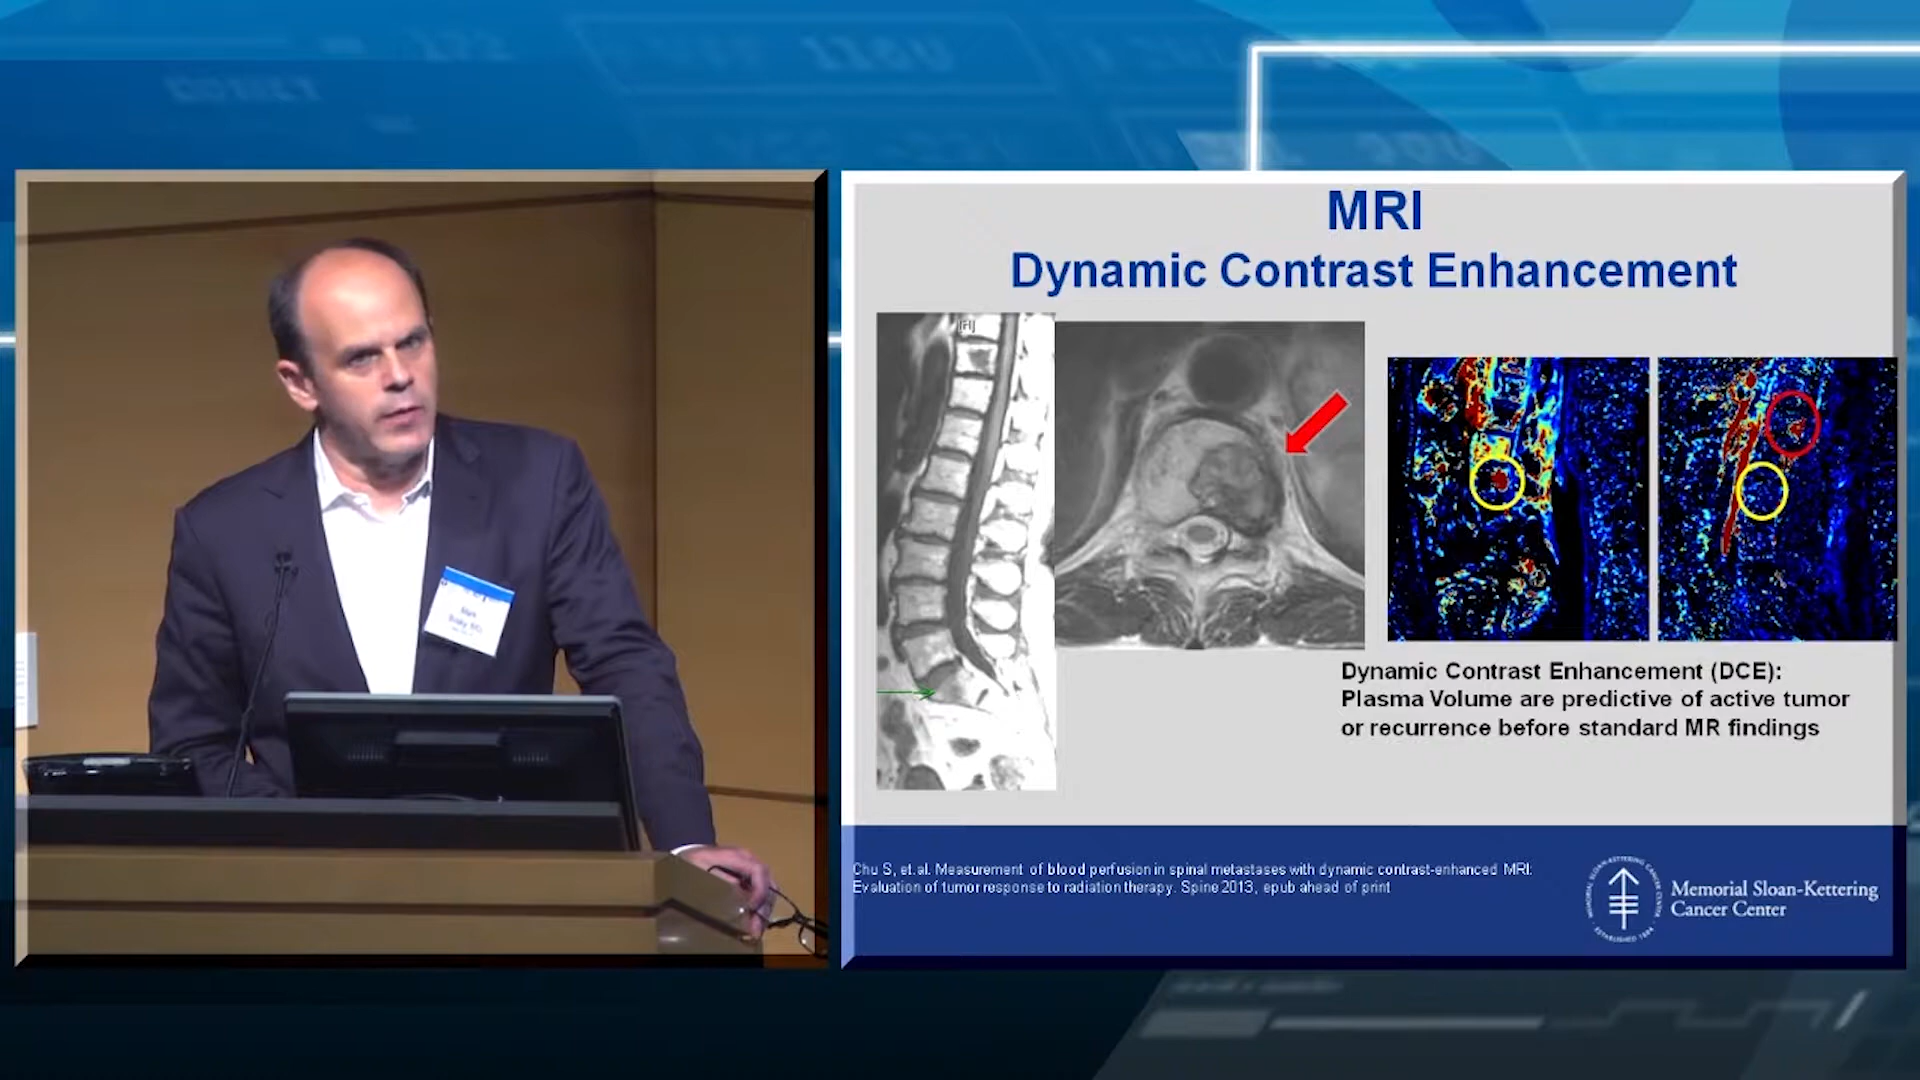 MRI
Dynamic Contrast Enhancement
[H]
Dynamic Contrast Enhancement (DCE):
Plasma Volume are predictive of active tumor
or recurrence before standard MR findings
Chu S, et.al. Measurement of blood perfusion in spinal metastases with dynamic contrast-enhanced MRI:
Evaluation of tumor response to radiation therapy. Spine 2013, epub ahead of print
Memorial Sloan-Kettering
Cancer Center